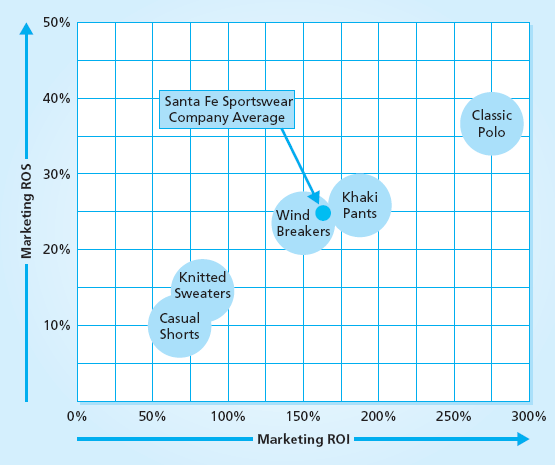 50%
40%
30%
20%
10%
Marketing ROS
Santa Fe Sportswear
Company Average
Classic
Polo
Khaki
Pants
Wind
Breakers
Knitted
Sweaters
Casual
Shorts
0% 50% 100% 150% 200% 250% 300%
Marketing ROI